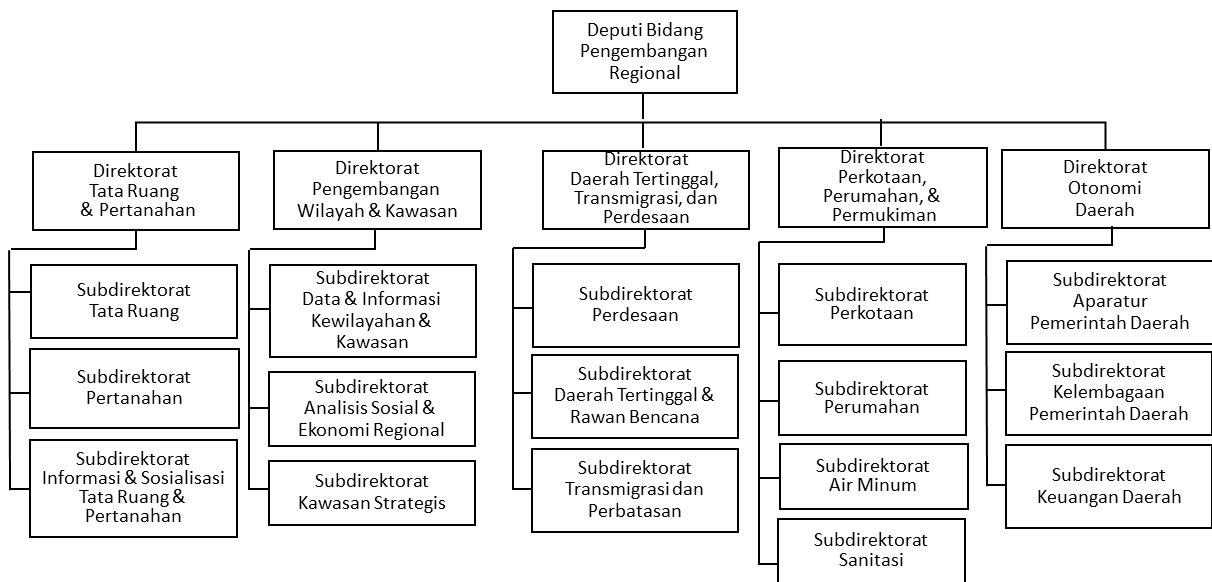 Deputi Bidang
Pengembangan
Regional
Direktorat
Tata Ruang
& Pertanahan
Direktorat
Pengembangan
Wilayah & Kawasan
Direktorat
Daerah Tertinggal,
Transmigrasi, dan
Perdesaan
Direktorat
Perkotaan,
Perumahan, &
Permukiman
Direktorat
Otonomi
Daerah
Subdirektorat
Tata Ruang
Subdirektorat
Pertanahan
Subdirektorat
Informasi & Sosialisasi
Tata Ruang &
Pertanahan
Subdirektorat
Data & Informasi
Kewilayahan &
Kawasan
Subdirektorat
Analisis Sosial &
Ekonomi Regional
Subdirektorat
Kawasan Strategis
Subdirektorat
Perdesaan
Subdirektorat
Daerah Tertinggal &
Rawan Bencana
Subdirektorat
Transmigrasi dan
Perbatasan
Subdirektorat
Perkotaan
Subdirektorat
Perumahan
Subdirektorat
Air Minum
Subdirektorat
Sanitasi
Subdirektorat
Aparatur
Pemerintah Daerah
Subdirektorat
Kelembagaan
Pemerintah Daerah
Subdirektorat
Keuangan Daerah